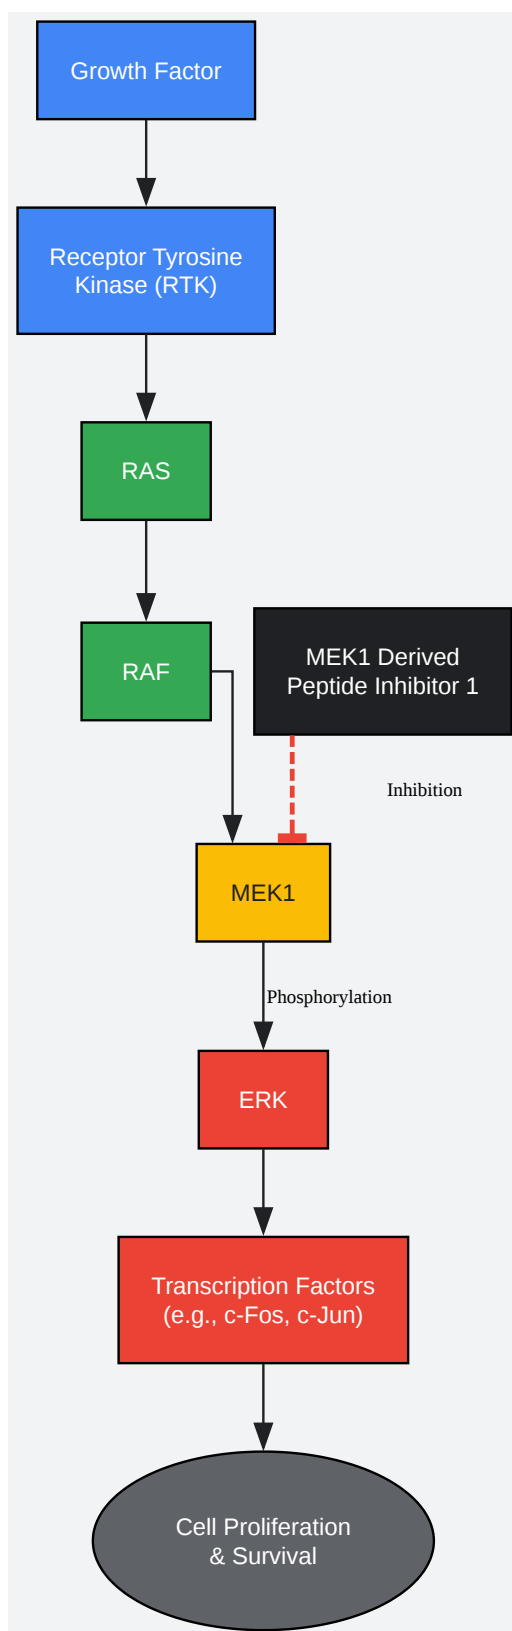 Growth Factor
Receptor Tyrosine
Kinase (RTK)
RAS
RAF
MEK1 Derived
Peptide Inhibitor 1
Inhibition
MEK1
Phosphorylation
ERK
Transcription Factors
(e.g., c-Fos, c-Jun)
Cell Proliferation
& Survival